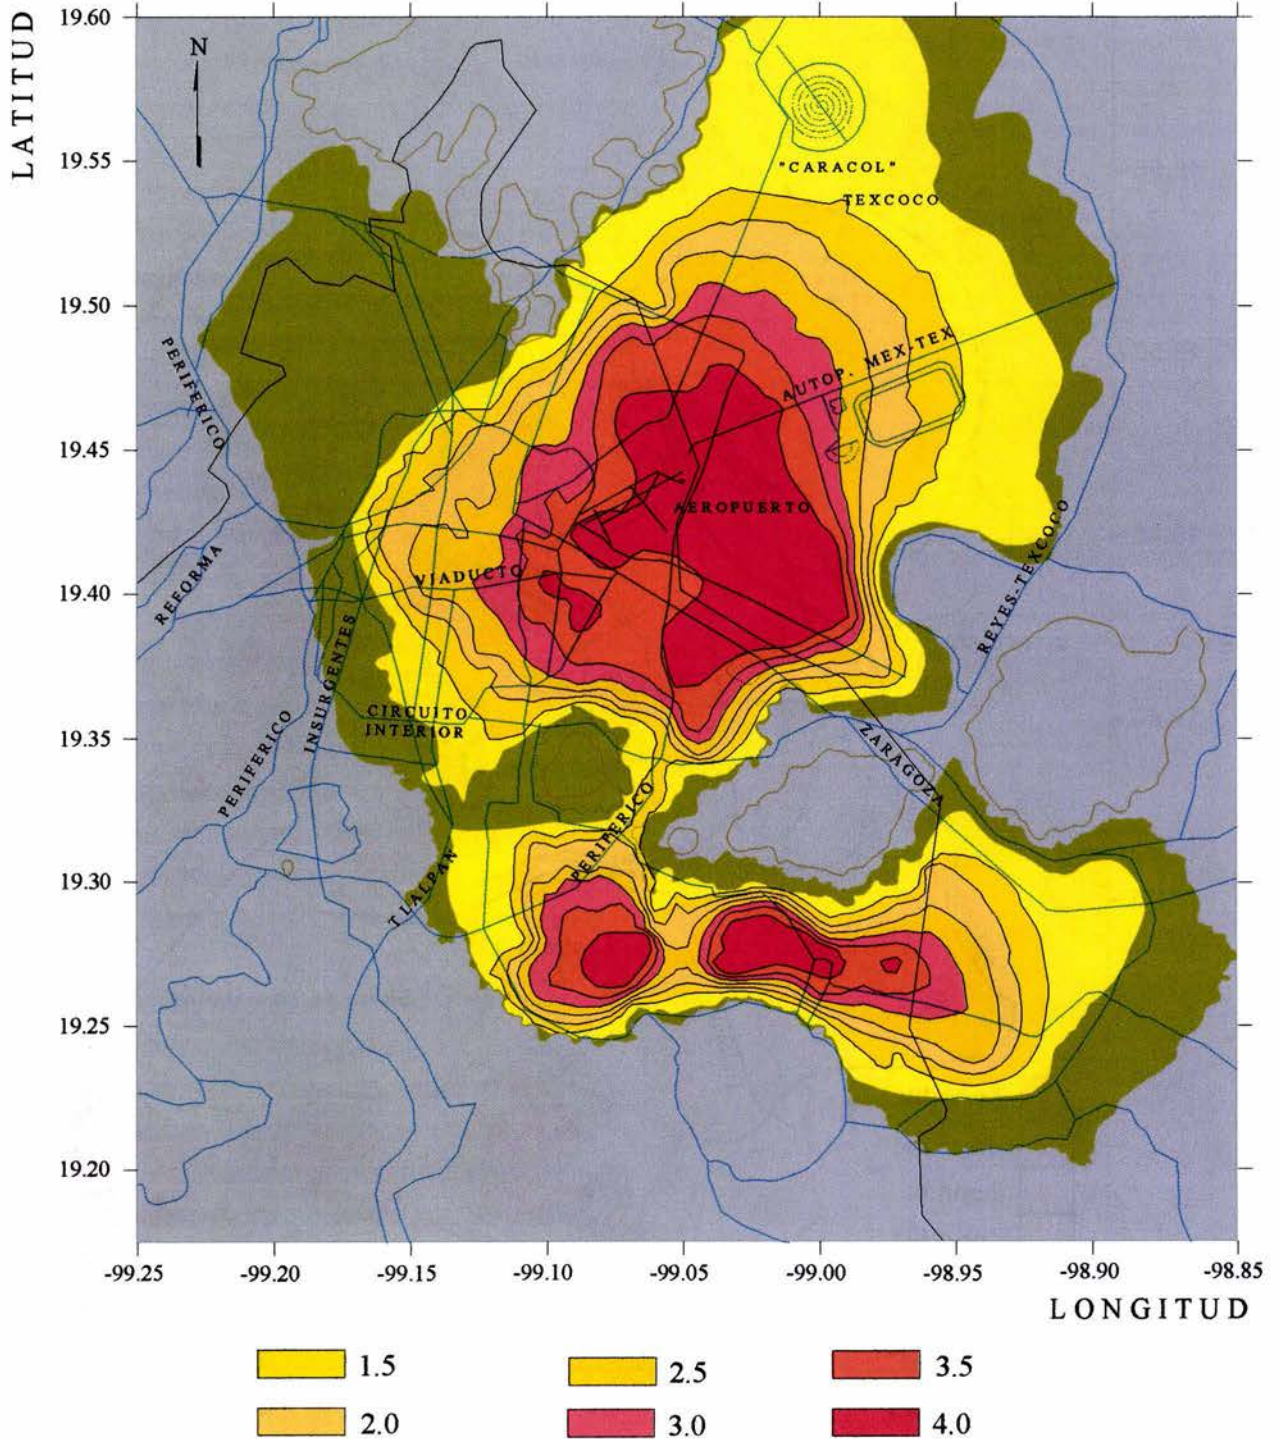 LATITUD
19.60
N
19.55
"CARACOL"
TEXCOCO
19.50
PERIFERICO
AUTOP. MEX-TEX
19.45
AEROPUERTO
REYES-TEXCOCO
REFORMA
VIADUCTO
19.40
INSURGENTES
CIRCUITO
INTERIOR
19.35
PERIFERICO
ZARAGOZA
PERIFERICO
19.30
TLALPAN
19.25
19.20
-99.25
-99.20
-99.15
-99.10
-99.05
-99.00
-98.95
-98.90
-98.85
LONGITUD
1.5
2.5
3.5
2.0
3.0
4.0